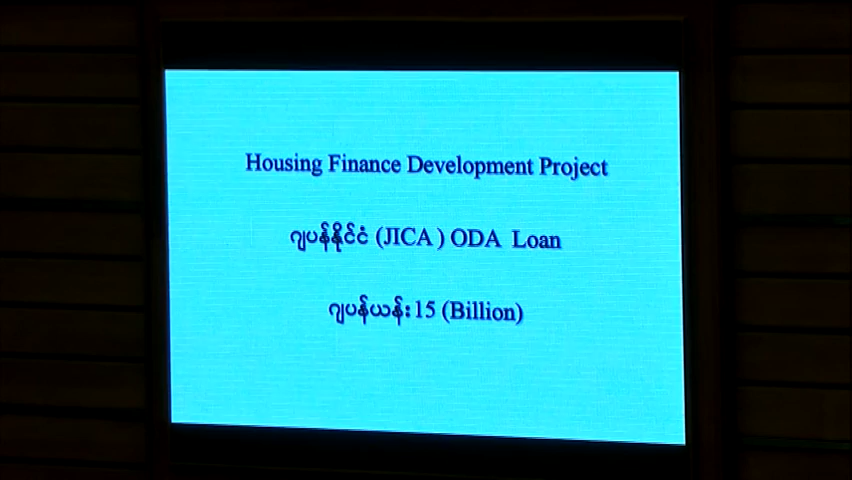 Housing Finance Development Project
ဂျပန်နိုင်ငံ (JICA ) ODA Loan
ဂျပန်ယန်း 15 (Billion)